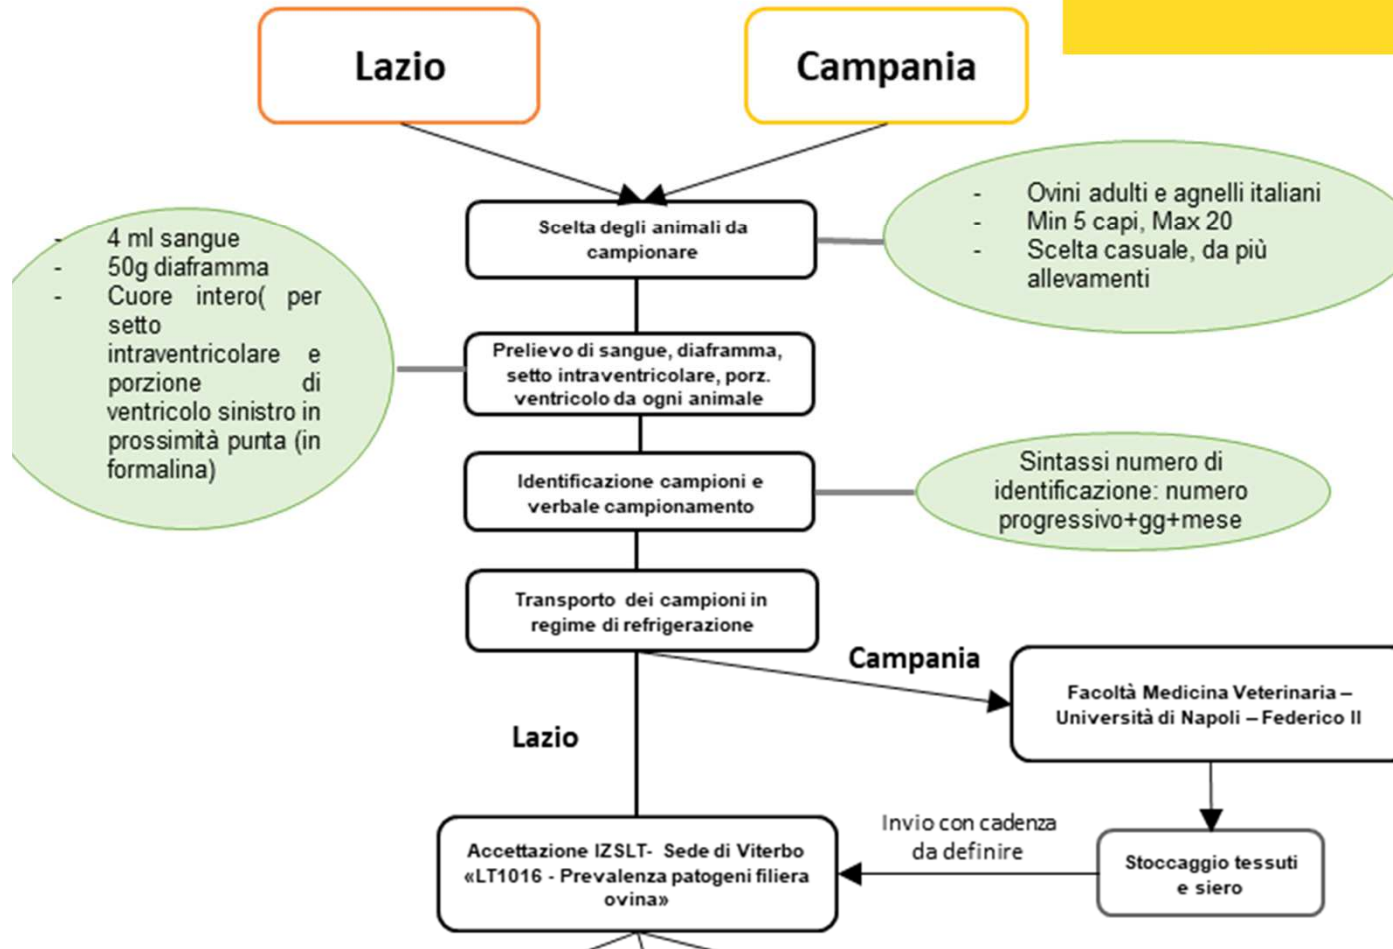 Lazio
Campania
Scelta degli animali da
campionare
- Ovini adulti e agnelli italiani
- Min 5 capi, Max 20
- Scelta casuale, da più
allevamenti
- 4 ml sangue
- 50g diaframma
- Cuore intero( per
setto
intraventricolare e
porzione di
ventricolo sinistro in
prossimità punta (in
formalina)
Prelievo di sangue, diaframma,
setto intraventricolare, porz.
ventricolo da ogni animale
Identificazione campioni e
verbale campionamento
Sintassi numero di
identificazione: numero
progressivo+gg+mese
Transporto dei campioni in
regime di refrigerazione
Campania
Facoltà Medicina Veterinaria –
Università di Napoli – Federico II
Lazio
Invio con cadenza
da definire
Stoccaggio tessuti
e siero
Accettazione IZSLT- Sede di Viterbo
«LT1016 - Prevalenza patogeni filiera
ovina»